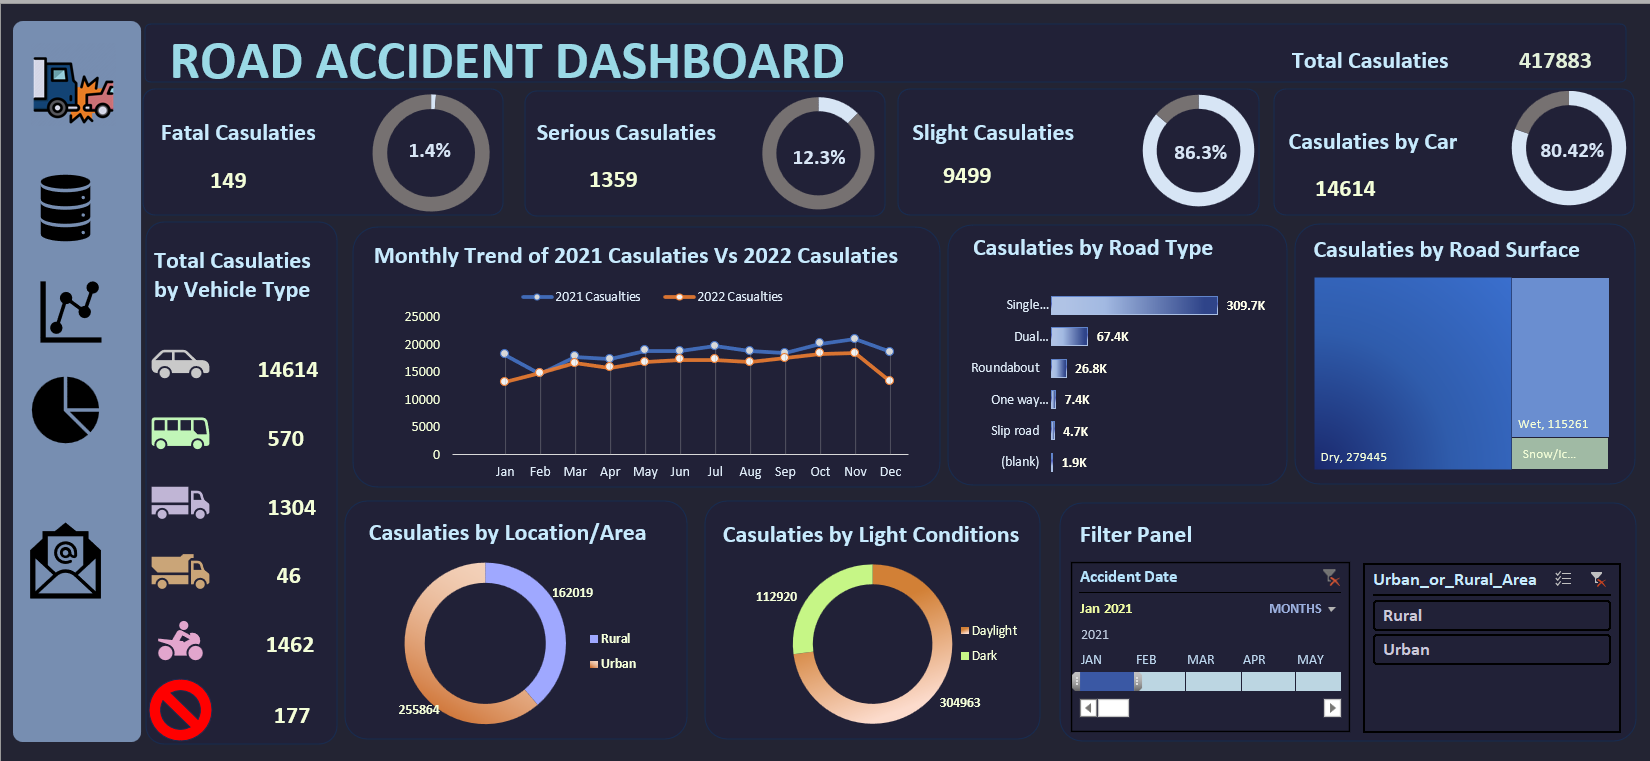 ROAD ACCIDENT DASHBOARD
Total Casulaties 417883
Fatal Casulaties
149
1.4%
Serious Casulaties
1359
12.3%
Slight Casulaties
9499
86.3%
Casulaties by Car
14614
80.42%
Total Casulaties
by Vehicle Type
14614
570
1304
46
1462
177
Monthly Trend of 2021 Casulaties Vs 2022 Casulaties
2021 Casualties 2022 Casualties
25000
20000
15000
10000
5000
0
Jan Feb Mar Apr May Jun Jul Aug Sep Oct Nov Dec
Casulaties by Road Type
Single... 309.7K
Dual... 67.4K
Roundabout 26.8K
One way... 7.4K
Slip road 4.7K
(blank) 1.9K
Casulaties by Road Surface
Dry, 279445
Wet, 115261
Snow/Ic...
Casulaties by Location/Area
162019
255864
Rural
Urban
Casulaties by Light Conditions
112920
304963
Daylight
Dark
Filter Panel
Accident Date
Jan 2021 MONTHS
2021
JAN FEB MAR APR MAY
Urban_or_Rural_Area
Rural
Urban
@